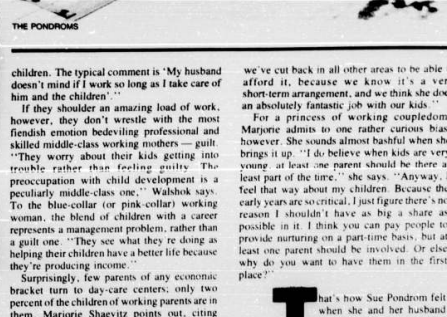 THE PONDROMS
children. The typical comment is ‘My husband
doesn't mind if I work so long as I take care of
him and the children’.''
If they shoulder an amazing load of work,
however, they don't wrestle with the most
fiendish emotion bedeviling professional and
skilled middle-class working mothers — guilt.
“They worry about their kids getting into
trouble rather than feeling guilty. The
preoccupation with child development is a
peculiarly middle-class one,” Walshok says.
To the blue-collar (or pink-collar) working
woman, the blend of children with a career
represents a management problem, rather than
a guilt one. “They see what they're doing as
helping their children have a better life because
they're producing income.”
Surprisingly, few parents of any economic
bracket turn to day-care centers; only two
percent of the children of working parents are in
them, Marjorie Shaevitz points out, citing
we've cut back in all other areas to be able
afford it, because we know it's a
short-term arrangement, and we think she
an absolutely fantastic job with our kids.”
For a princess of working coupledom,
Marjorie admits to one rather curious
however. She sounds almost bashful when she
brings it up. “I do believe when kids are very
young, at least one parent should be there at
least part of the time,” she says. “Anyway,
feel that way about my children. Because the
early years are so critical, I just figure there's no
reason I shouldn't have as big a share as
possible in it. I think you can pay people to
provide nurturing on a part-time basis, but at
least one parent should be involved. Or else
why do you want to have them in the first
place?”
That's how Sue Pondrom felt
when she and her husband